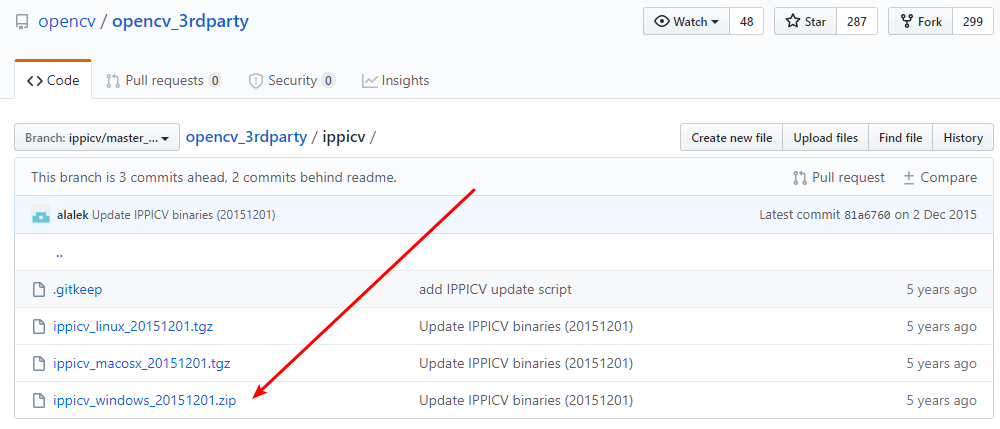 opencv / opencv_3rdparty
Watch 48 Star 287 Fork 299
Code Pull requests 0 Security 0 Insights
Branch: ippicv/master_... opencv_3rdparty / ippicv / Create new file Upload files Find file History
This branch is 3 commits ahead, 2 commits behind readme. Pull request Compare
alalek Update IPPICV binaries (20151201) Latest commit 81a6760 on 2 Dec 2015
..
.gitkeep add IPPICV update script 5 years ago
ippicv_linux_20151201.tgz Update IPPICV binaries (20151201) 5 years ago
ippicv_macosx_20151201.tgz Update IPPICV binaries (20151201) 5 years ago
ippicv_windows_20151201.zip Update IPPICV binaries (20151201) 5 years ago